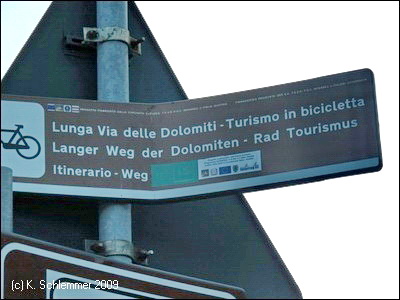 Lunga Via delle Dolomiti - Turismo in bicicletta
Langer Weg der Dolomiten - Rad Tourismus
Itinerario - Weg
(c) K. Schlemmer 2009